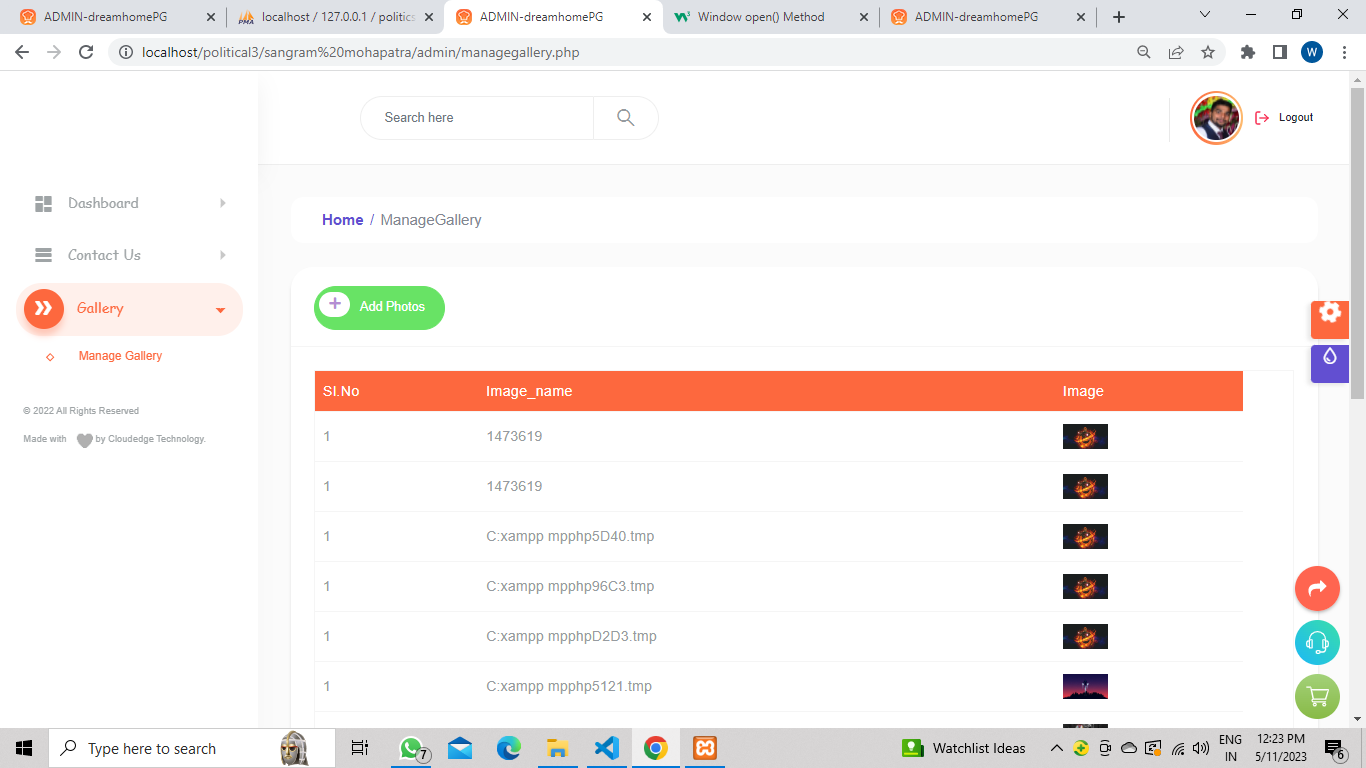 ADMIN-dreamhomePG
localhost / 127.0.0.1 / politics
ADMIN-dreamhomePG
Window open() Method
ADMIN-dreamhomePG
localhost/political3/sangram%20mohapatra/admin/managegallery.php
W
Search here
Logout
Dashboard
Contact Us
Gallery
Manage Gallery
© 2022 All Rights Reserved
Made with by Cloudedge Technology.
Home / ManageGallery
+ Add Photos
Sl.No Image_name Image
1 1473619
1 1473619
1 C:xampp mpphp5D40.tmp
1 C:xampp mpphp96C3.tmp
1 C:xampp mpphpD2D3.tmp
1 C:xampp mpphp5121.tmp
Type here to search
7
Watchlist Ideas
ENG
IN
12:23 PM
5/11/2023
6